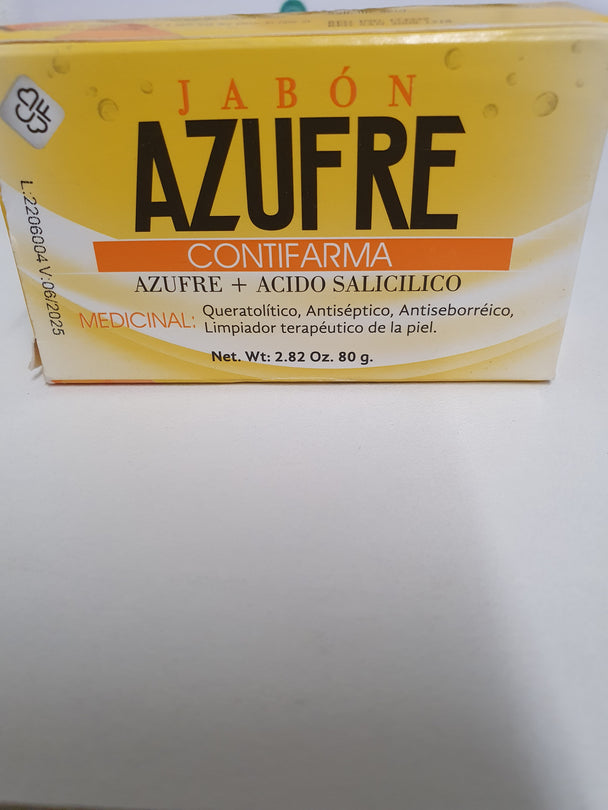 JABÓN
AZUFRE
CONTIFARMA
AZUFRE + ACIDO SALICILICO
MEDICINAL: Queratolítico, Antiséptico, Antiseborréico,
Limpiador terapéutico de la piel.
Net. Wt: 2.82 Oz. 80 g.
L:2206004 V:06/2025